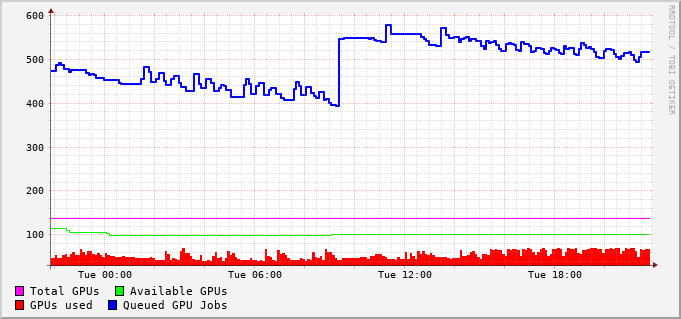 600
500
400
300
200
100
Tue 00:00 Tue 06:00 Tue 12:00 Tue 18:00
Total GPUs Available GPUs
GPUs used Queued GPU Jobs
RRDTOOL / TOBI OETIKER